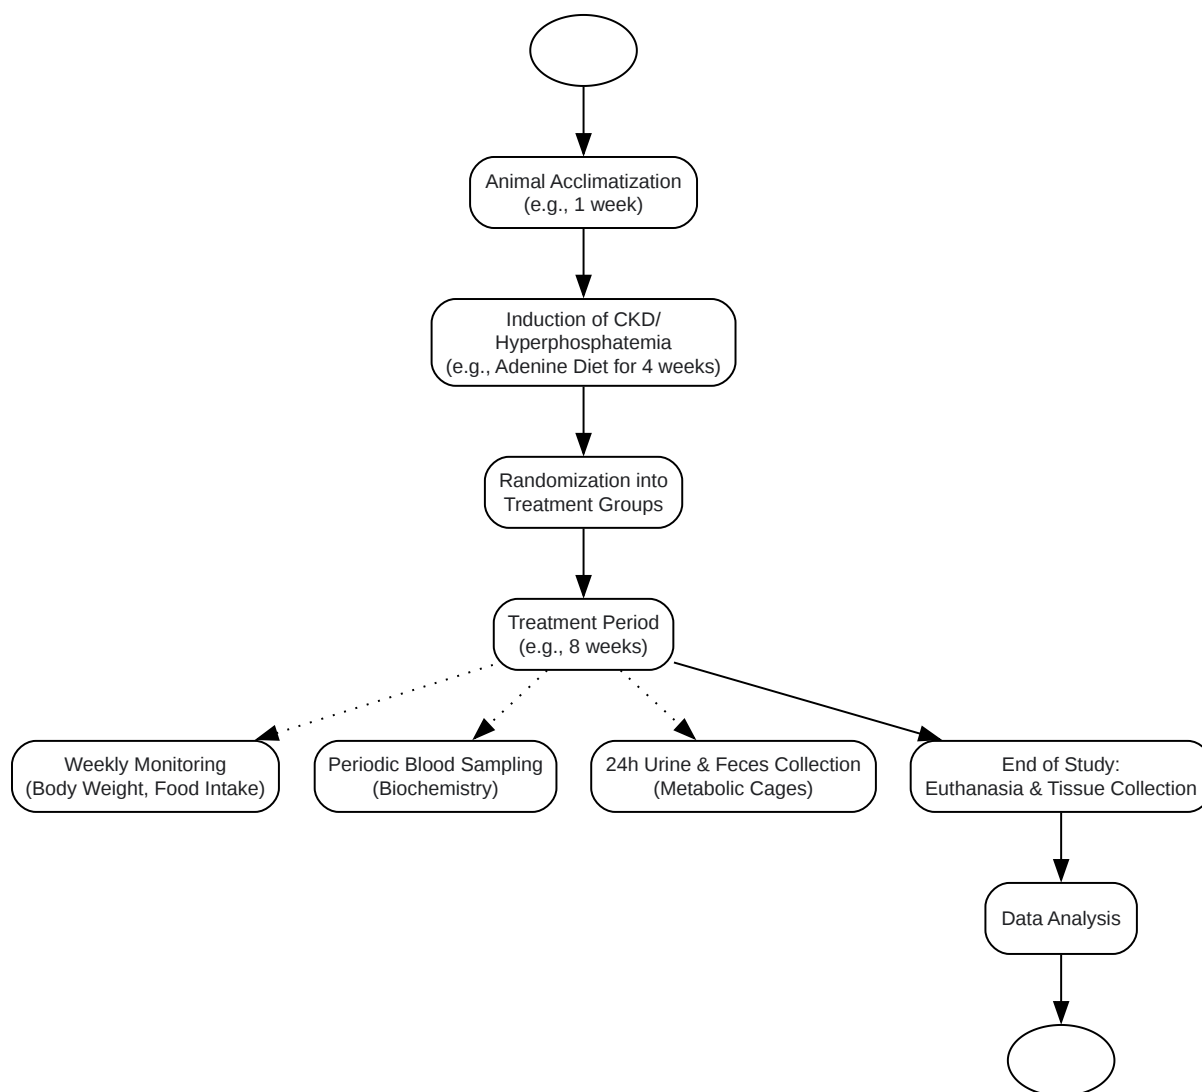 Animal Acclimatization
(e.g., 1 week)
Induction of CKD/
Hyperphosphatemia
(e.g., Adenine Diet for 4 weeks)
Randomization into
Treatment Groups
Treatment Period
(e.g., 8 weeks)
Weekly Monitoring
(Body Weight, Food Intake)
Periodic Blood Sampling
(Biochemistry)
24h Urine & Feces Collection
(Metabolic Cages)
End of Study:
Euthanasia & Tissue Collection
Data Analysis